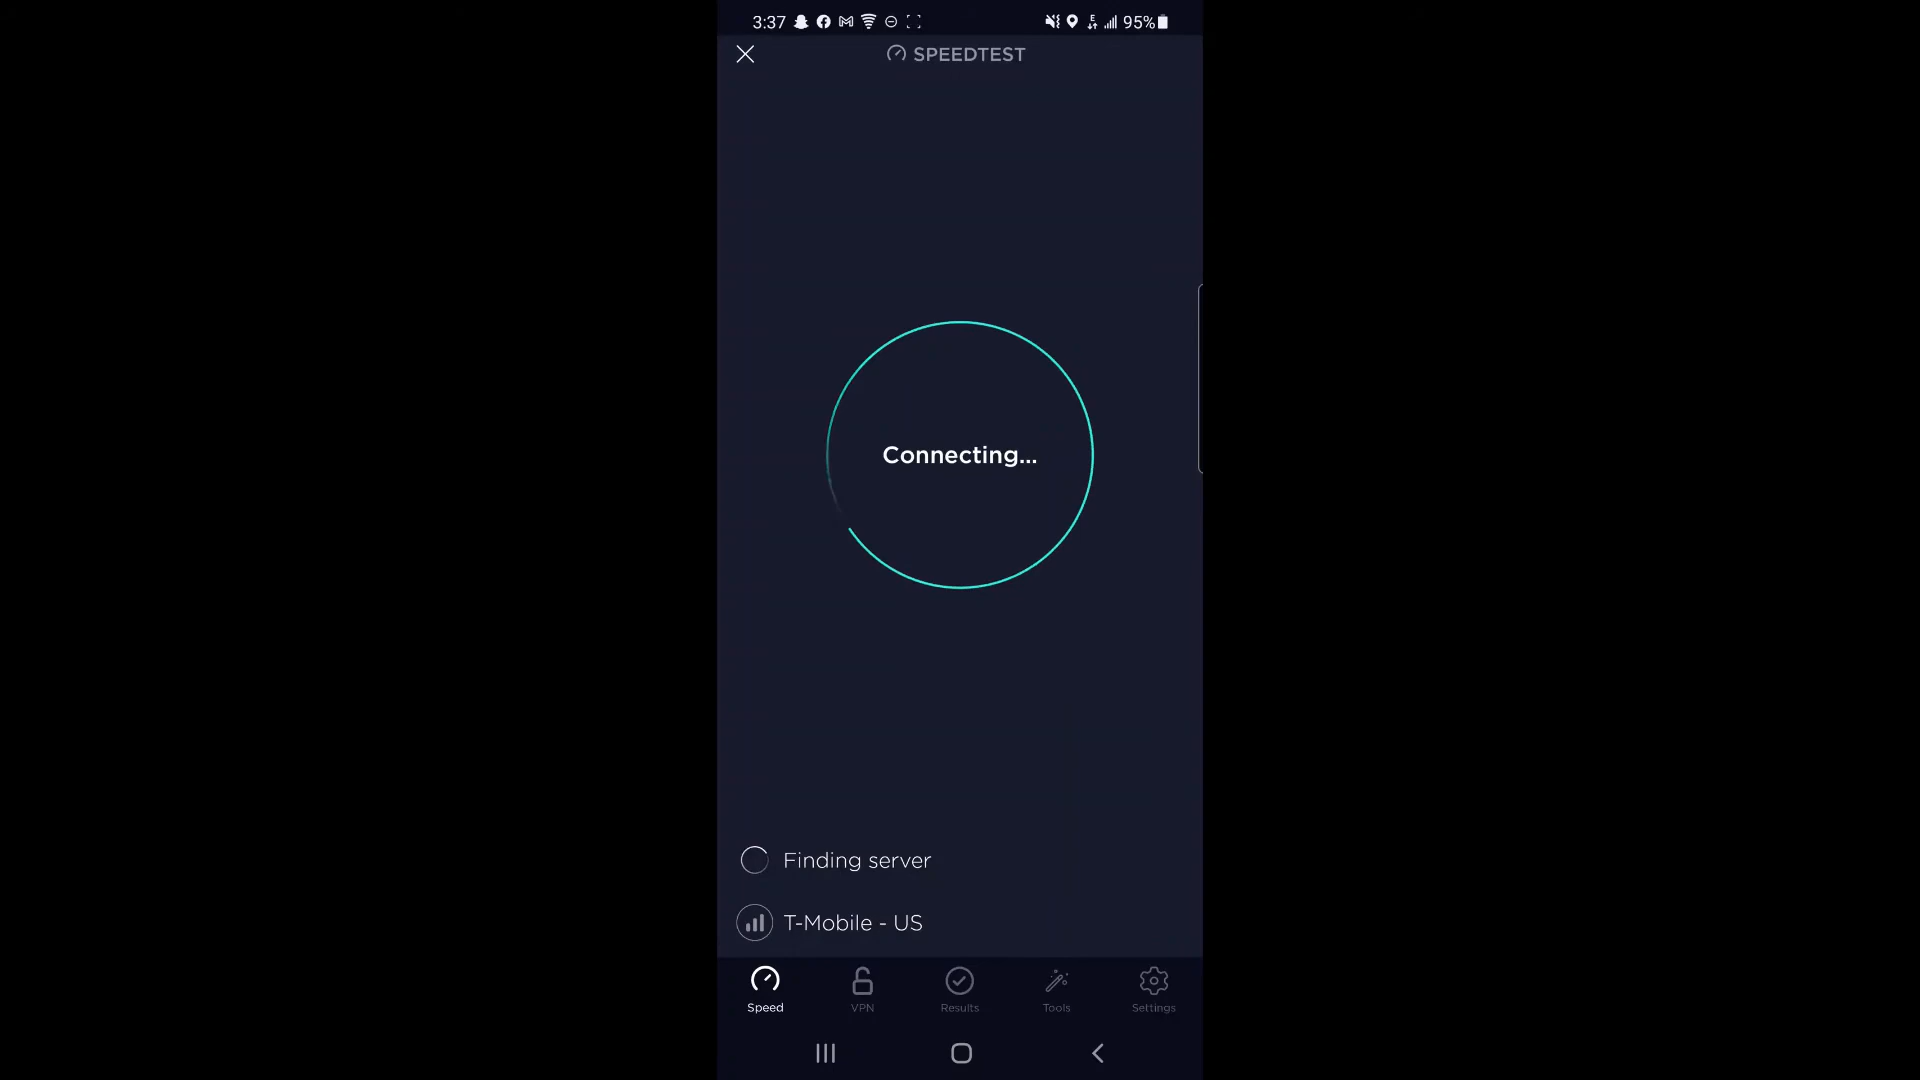 3:37 E 95%
SPEEDTEST
Connecting...
Finding server
T-Mobile - US
Speed VPN Results Tools Settings